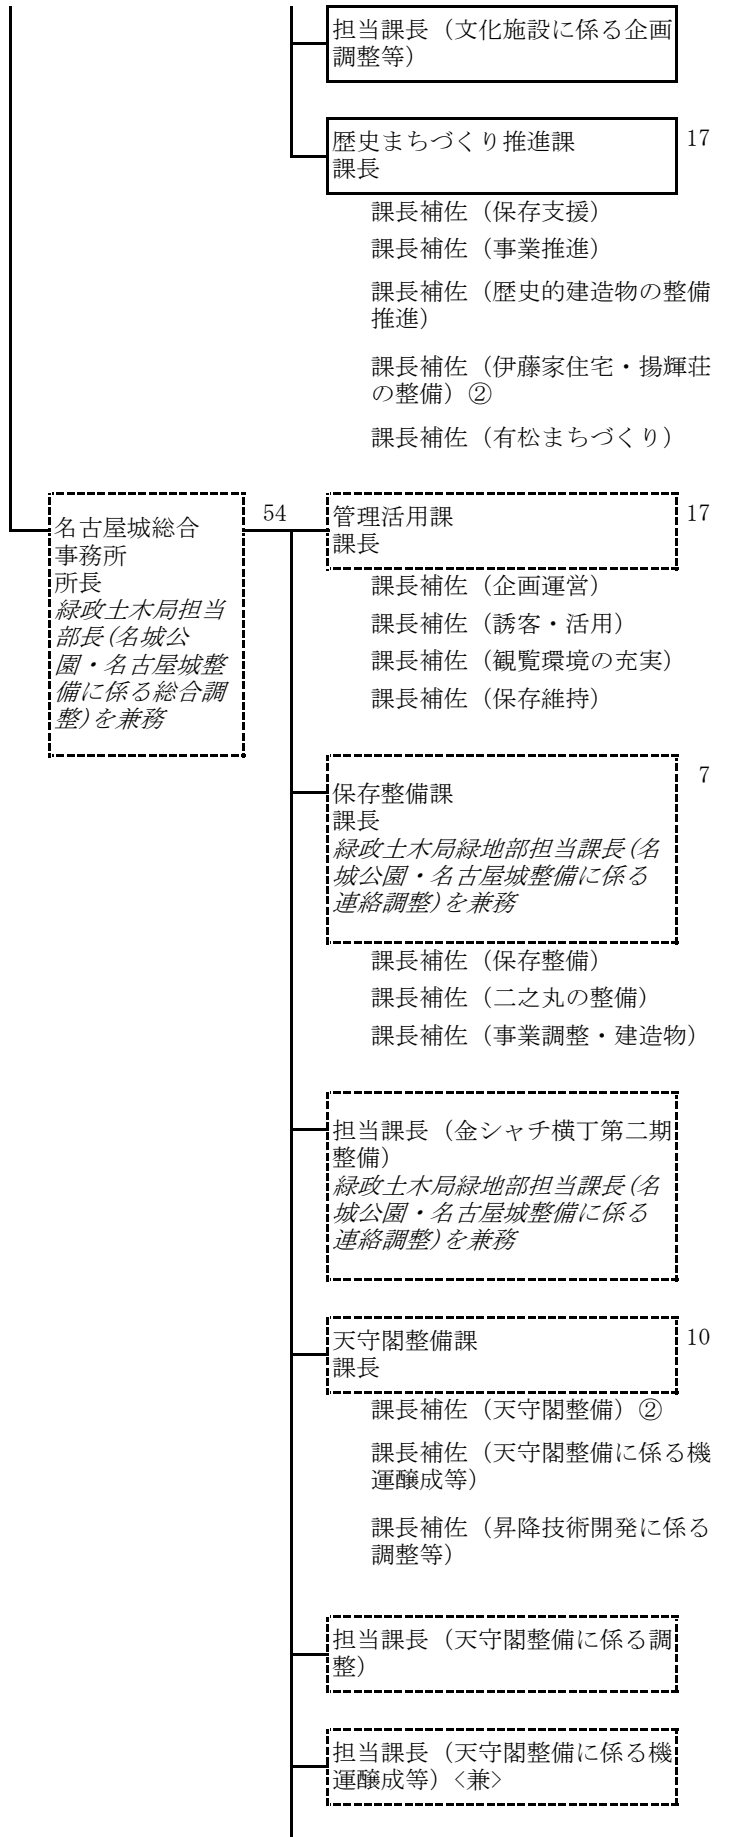 担当課長（文化施設に係る企画
調整等）
歴史まちづくり推進課
課長
17
課長補佐（保存支援）
課長補佐（事業推進）
課長補佐（歴史的建造物の整備
推進）
課長補佐（伊藤家住宅・揚輝荘
の整備）②
課長補佐（有松まちづくり）
名古屋城総合
事務所
所長
緑政土木局担当
部長(名城公
園・名古屋城整
備に係る総合調
整)を兼務
54
管理活用課
課長
17
課長補佐（企画運営）
課長補佐（誘客・活用）
課長補佐（観覧環境の充実）
課長補佐（保存維持）
保存整備課
課長
緑政土木局緑地部担当課長(名
城公園・名古屋城整備に係る
連絡調整)を兼務
7
課長補佐（保存整備）
課長補佐（二之丸の整備）
課長補佐（事業調整・建造物）
担当課長（金シャチ横丁第二期
整備）
緑政土木局緑地部担当課長(名
城公園・名古屋城整備に係る
連絡調整)を兼務
天守閣整備課
課長
10
課長補佐（天守閣整備）②
課長補佐（天守閣整備に係る機
運醸成等）
課長補佐（昇降技術開発に係る
調整等）
担当課長（天守閣整備に係る調
整）
担当課長（天守閣整備に係る機
運醸成等）<兼>